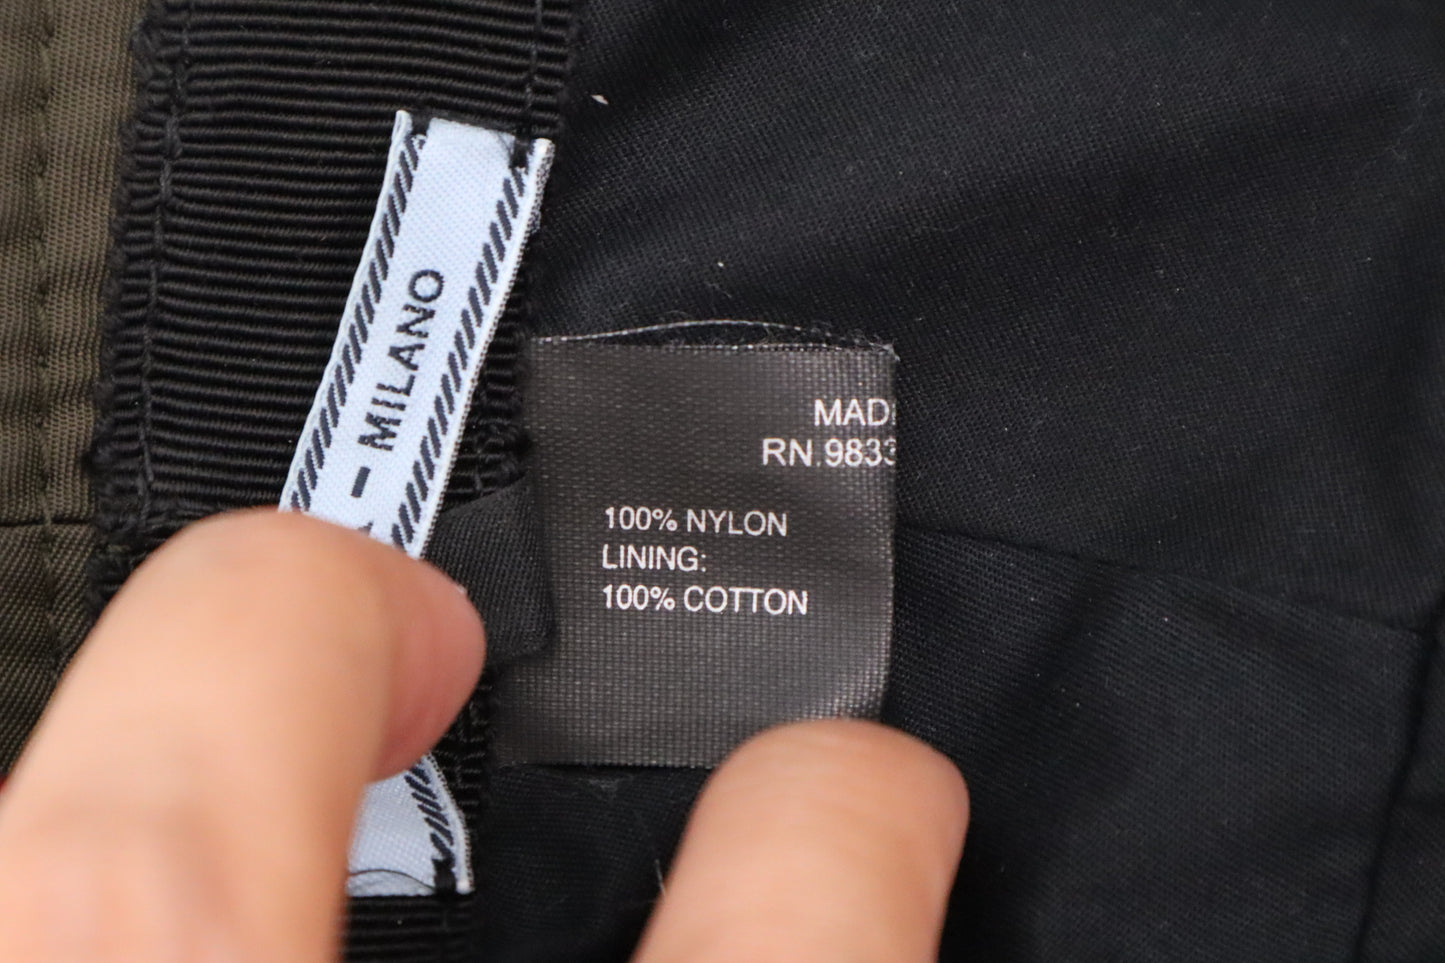 - MILANO
MAD
RN.9833
100% NYLON
LINING:
100% COTTON